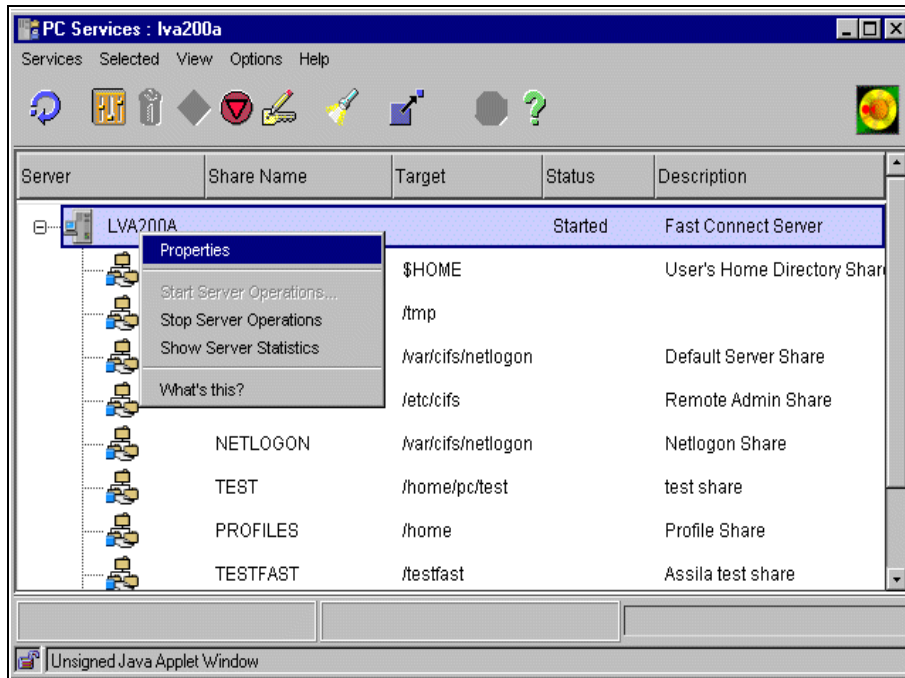 PC Services : lva200a
Services Selected View Options Help
Server Share Name Target Status Description
LVA200A Started Fast Connect Server
Properties
$HOME User's Home Directory Shar
Start Server Operations...
/tmp
Stop Server Operations
Show Server Statistics
/var/cifs/netlogon Default Server Share
What's this?
/etc/cifs Remote Admin Share
NETLOGON /var/cifs/netlogon Netlogon Share
TEST /home/pc/test test share
PROFILES /home Profile Share
TESTFAST /testfast Assila test share
Unsigned Java Applet Window